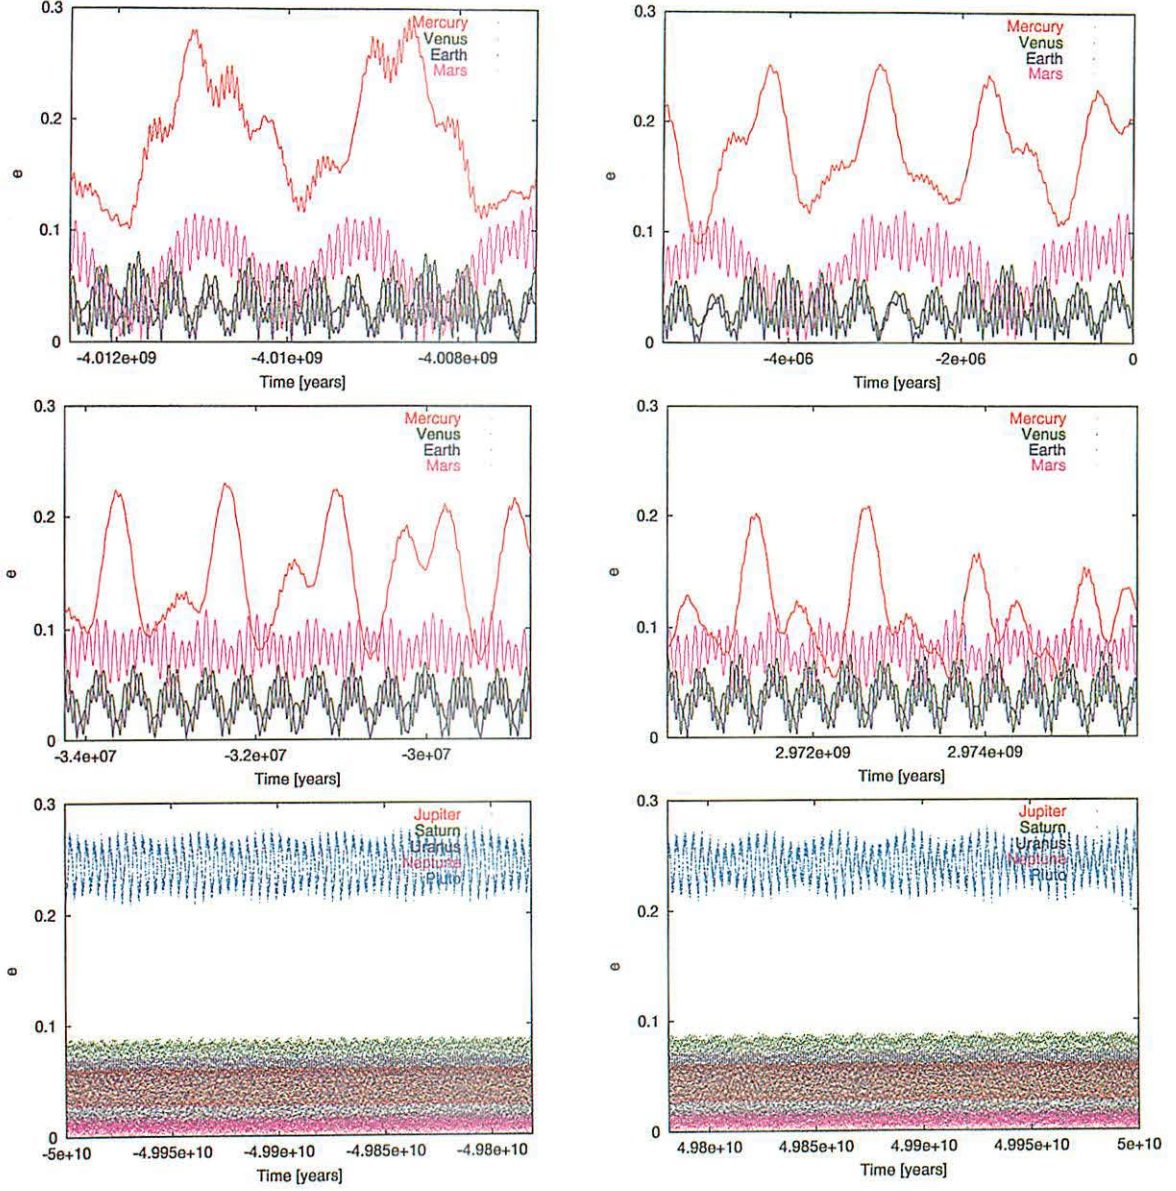 0.3
Mercury
Venus
Earth
Mars
0.2
e
0.1
0
-4.012e+09
-4.01e+09
-4.008e+09
Time [years]
0.3
Mercury
Venus
Earth
Mars
0.2
e
0.1
0
-4e+06
-2e+06
0
Time [years]
0.3
Mercury
Venus
Earth
Mars
0.2
e
0.1
0
-3.4e+07
-3.2e+07
-3e+07
Time [years]
0.3
Mercury
Venus
Earth
Mars
0.2
e
0.1
0
2.972e+09
2.974e+09
Time [years]
0.3
Jupiter
Saturn
Uranus
Neptune
Pluto
0.2
e
0.1
0
-5e+10
-4.995e+10
-4.99e+10
-4.985e+10
-4.98e+10
Time [years]
0.3
Jupiter
Saturn
Uranus
Neptune
Pluto
0.2
e
0.1
0
4.98e+10
4.985e+10
4.99e+10
4.995e+10
5e+10
Time [years]